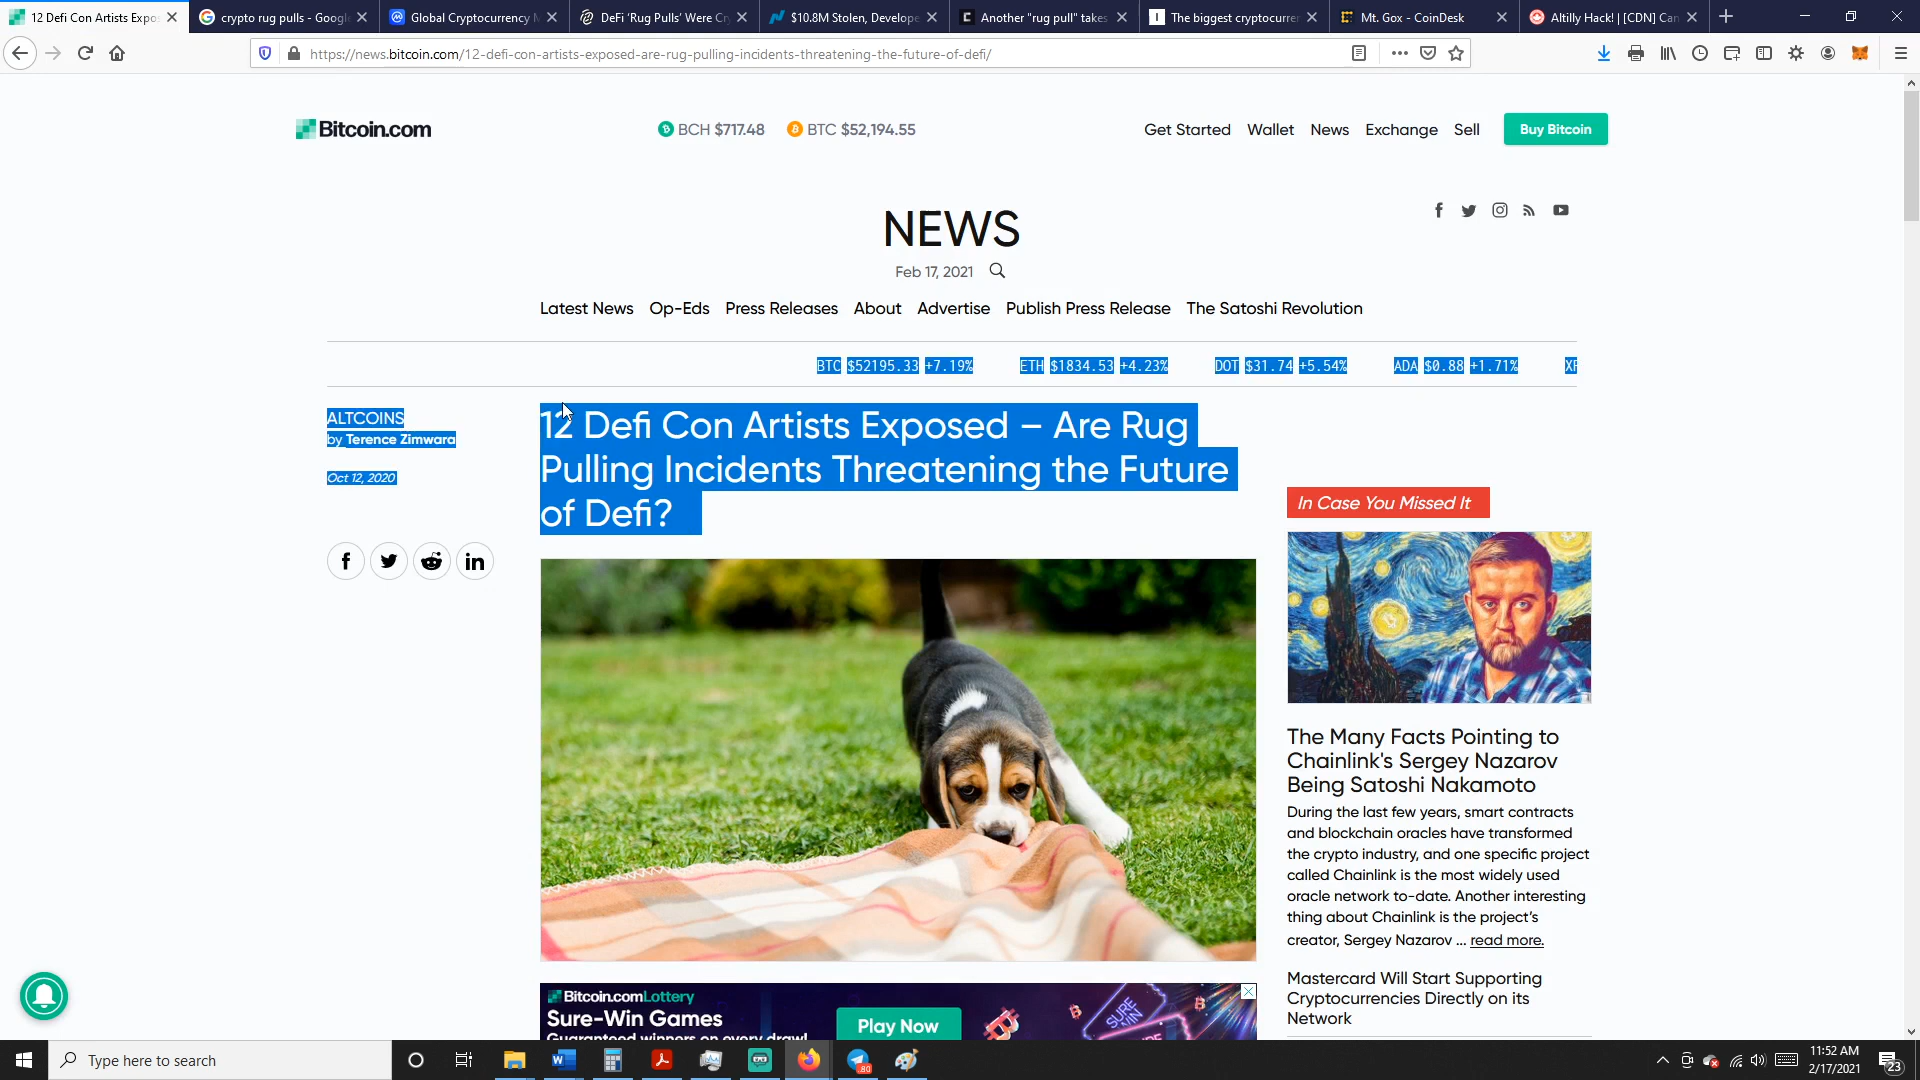 12 Defi Con Artists Expos
crypto rug pulls - Google
Global Cryptocurrency M
DeFi ‘Rug Pulls’ Were Cr
$10.8M Stolen, Develope
Another "rug pull" takes
The biggest cryptocurre
Mt. Gox - CoinDesk
Altilly Hack! | [CDN] Can
https://news.bitcoin.com/12-defi-con-artists-exposed-are-rug-pulling-incidents-threatening-the-future-of-defi/
Bitcoin.com
BCH $717.48
BTC $52,194.55
Get Started
Wallet
News
Exchange
Sell
Buy Bitcoin
NEWS
Feb 17, 2021
Latest News
Op-Eds
Press Releases
About
Advertise
Publish Press Release
The Satoshi Revolution
BTC $52195.33 +7.19%
ETH $1834.53 +4.23%
DOT $31.74 +5.54%
ADA $0.88 +1.71%
ALTCOINS
by Terence Zimwara
Oct 12, 2020
12 Defi Con Artists Exposed – Are Rug
Pulling Incidents Threatening the Future
of Defi?
In Case You Missed It
The Many Facts Pointing to
Chainlink's Sergey Nazarov
Being Satoshi Nakamoto
During the last few years, smart contracts
and blockchain oracles have transformed
the crypto industry, and one specific project
called Chainlink is the most widely used
oracle network to-date. Another interesting
thing about Chainlink is the project’s
creator, Sergey Nazarov ... read more.
Mastercard Will Start Supporting
Cryptocurrencies Directly on its
Network
Bitcoin.com Lottery
Sure-Win Games
Guaranteed winners on every draw!
Play Now
SURE WIN
Type here to search
80
11:52 AM
2/17/2021
23